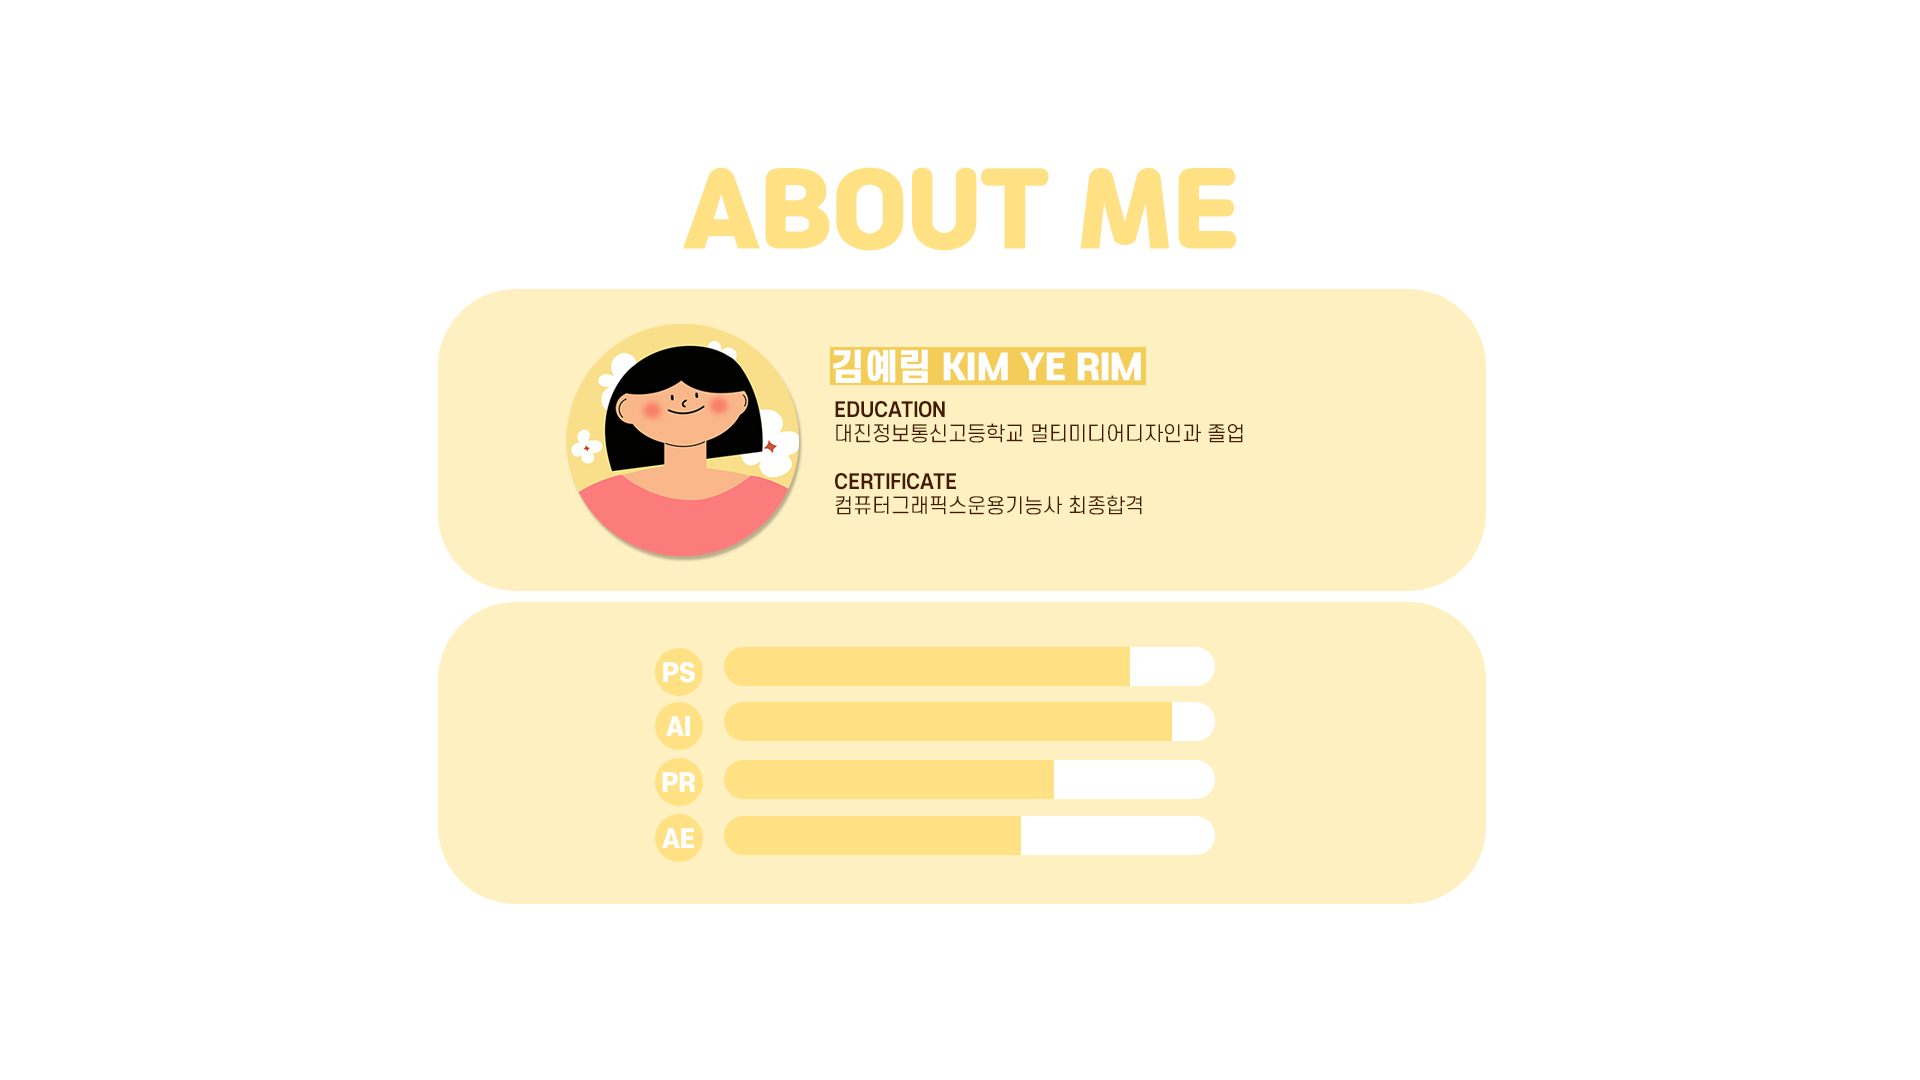 ABOUT ME
김예림 KIM YE RIM
EDUCATION
대진정보통신고등학교 멀티미디어디자인과 졸업
CERTIFICATE
컴퓨터그래픽스운용기능사 최종합격
PS
AI
PR
AE